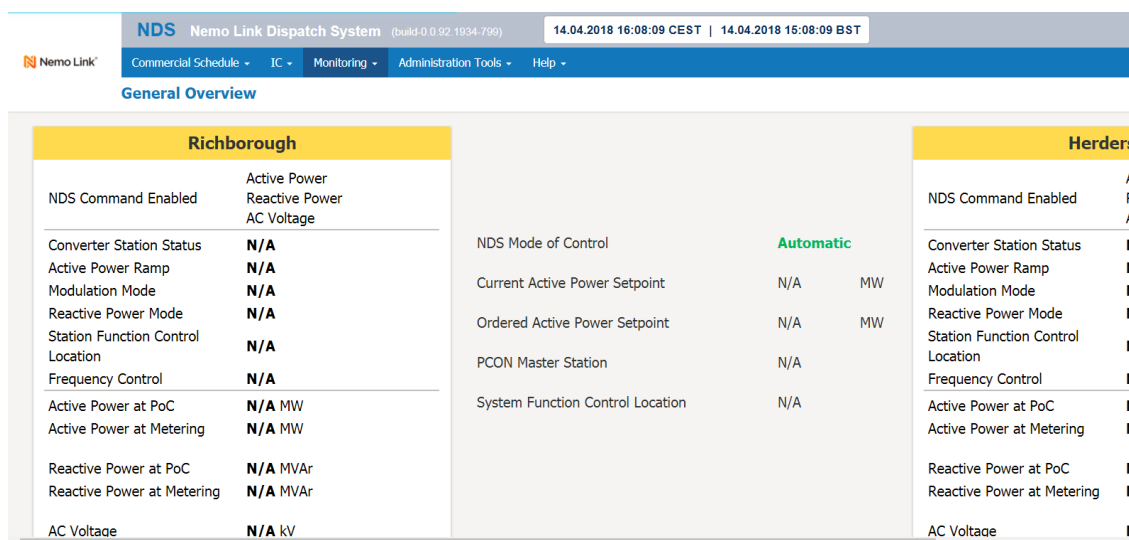 NDS Nemo Link Dispatch System (build-0.0.92.1934-799) 14.04.2018 16:08:09 CEST | 14.04.2018 15:08:09 BST
Nemo Link Commercial Schedule IC Monitoring Administration Tools Help
General Overview
Richborough
NDS Command Enabled
Active Power
Reactive Power
AC Voltage
Converter Station Status N/A
Active Power Ramp N/A
Modulation Mode N/A
Reactive Power Mode N/A
Station Function Control
Location
N/A
Frequency Control N/A
Active Power at PoC N/A MW
Active Power at Metering N/A MW
Reactive Power at PoC N/A MVAr
Reactive Power at Metering N/A MVAr
AC Voltage N/A kV
NDS Mode of Control Automatic
Current Active Power Setpoint N/A MW
Ordered Active Power Setpoint N/A MW
PCON Master Station N/A
System Function Control Location N/A
Herders
NDS Command Enabled
Converter Station Status
Active Power Ramp
Modulation Mode
Reactive Power Mode
Station Function Control
Location
Frequency Control
Active Power at PoC
Active Power at Metering
Reactive Power at PoC
Reactive Power at Metering
AC Voltage